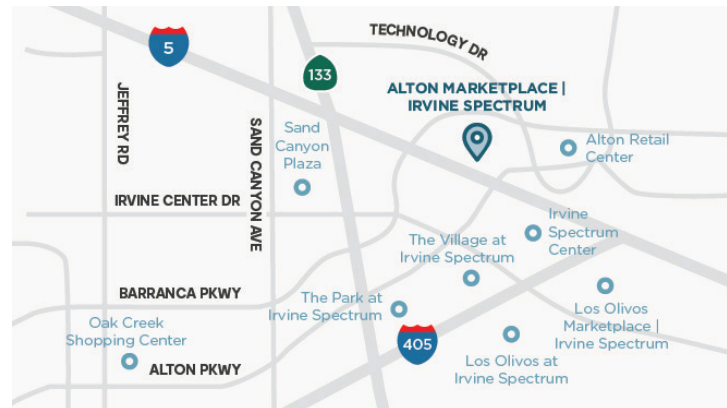 TECHNOLOGY DR
5
133
JEFFREY RD
ALTON MARKETPLACE |
IRVINE SPECTRUM
SAND CANYON AVE
Sand
Canyon
Plaza
Alton Retail
Center
IRVINE CENTER DR
Irvine
Spectrum
Center
The Village at
Irvine Spectrum
BARRANCA PKWY
The Park at
Irvine Spectrum
Los Olivos
Marketplace |
Irvine Spectrum
Oak Creek
Shopping Center
405
ALTON PKWY
Los Olivos at
Irvine Spectrum